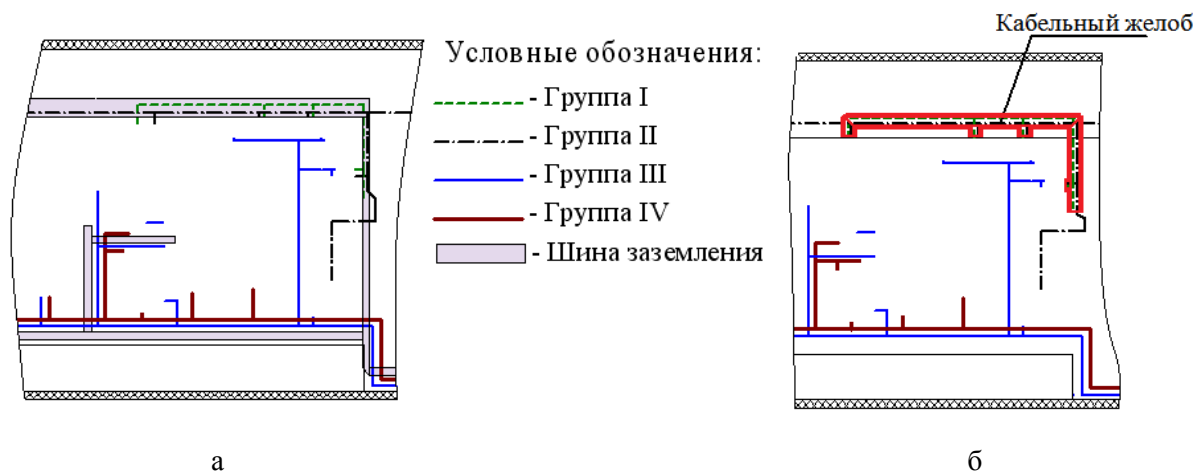 Кабельный желоб
Условные обозначения:
- Группа I
- Группа II
- Группа III
- Группа IV
- Шина заземления
а
б